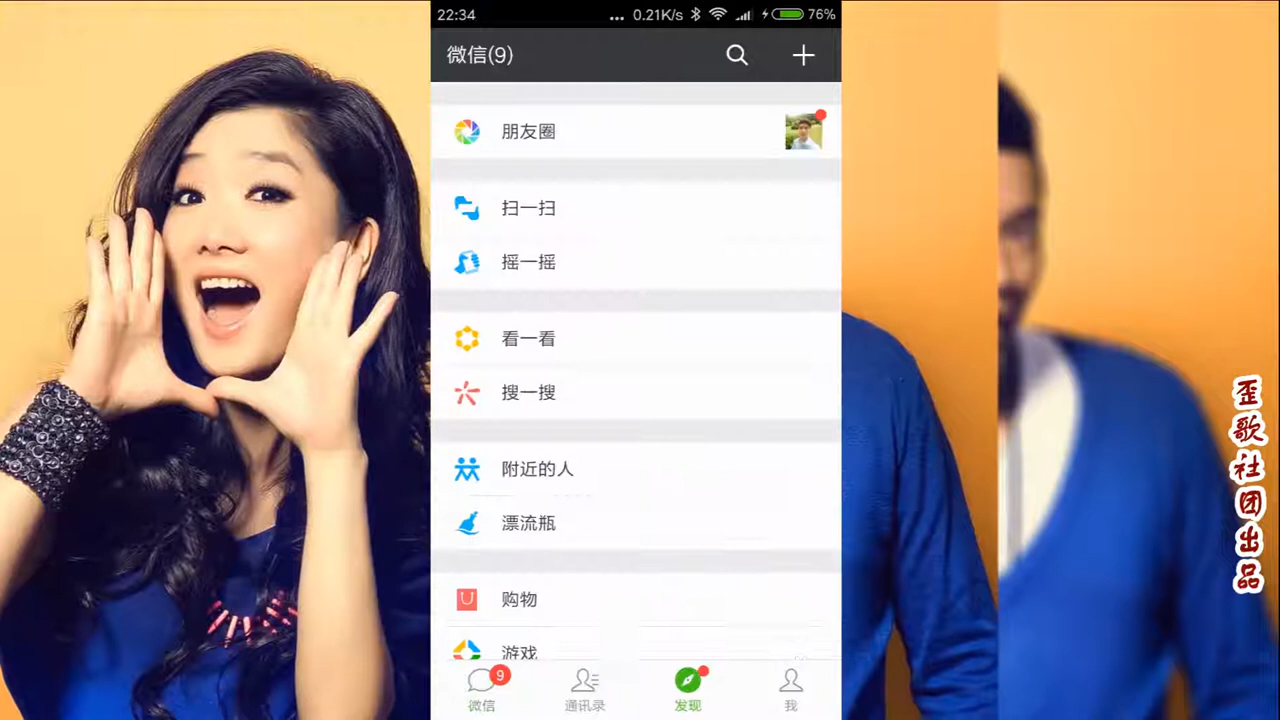 22:34
... 0.21K/s
76%
微信(9)
朋友圈
扫一扫
摇一摇
看一看
搜一搜
附近的人
漂流瓶
购物
游戏
9
微信
通讯录
发现
我
歪歌社团出品